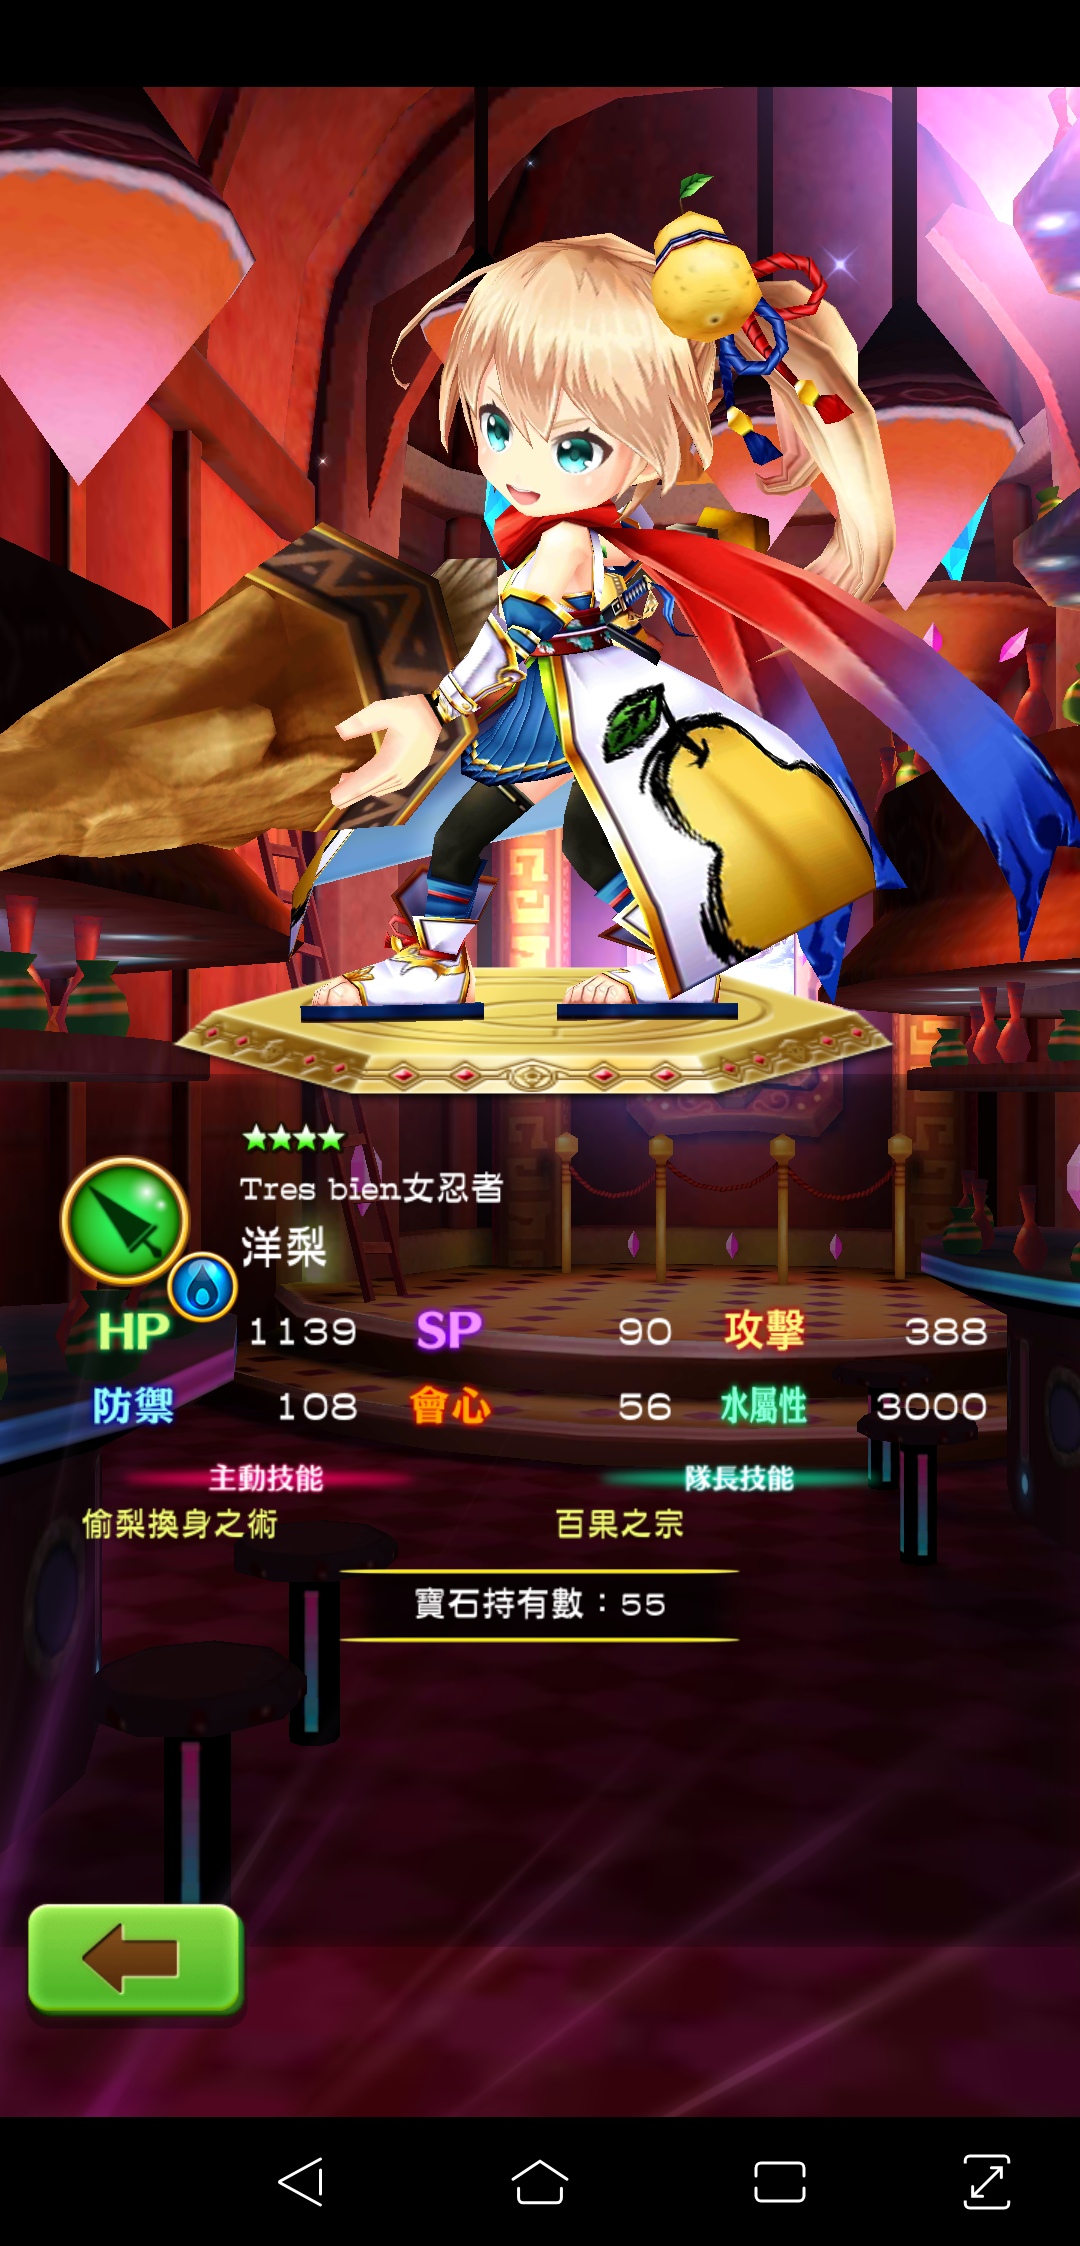 Tres bien女忍者
洋梨
HP 1139 SP 90 攻擊 388
防禦 108 會心 56 水屬性 3000
主動技能 隊長技能
偷梨換身之術 百果之宗
寶石持有數：55